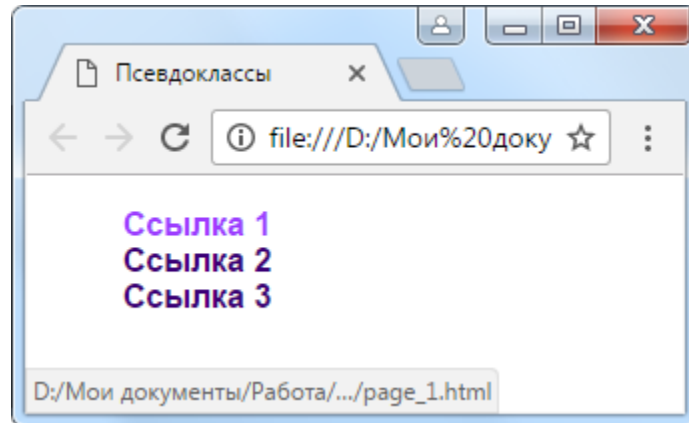 Псевдоклассы
file:///D:/Мои%20доку
Ссылка 1
Ссылка 2
Ссылка 3
D:/Мои документы/Работа/.../page_1.html